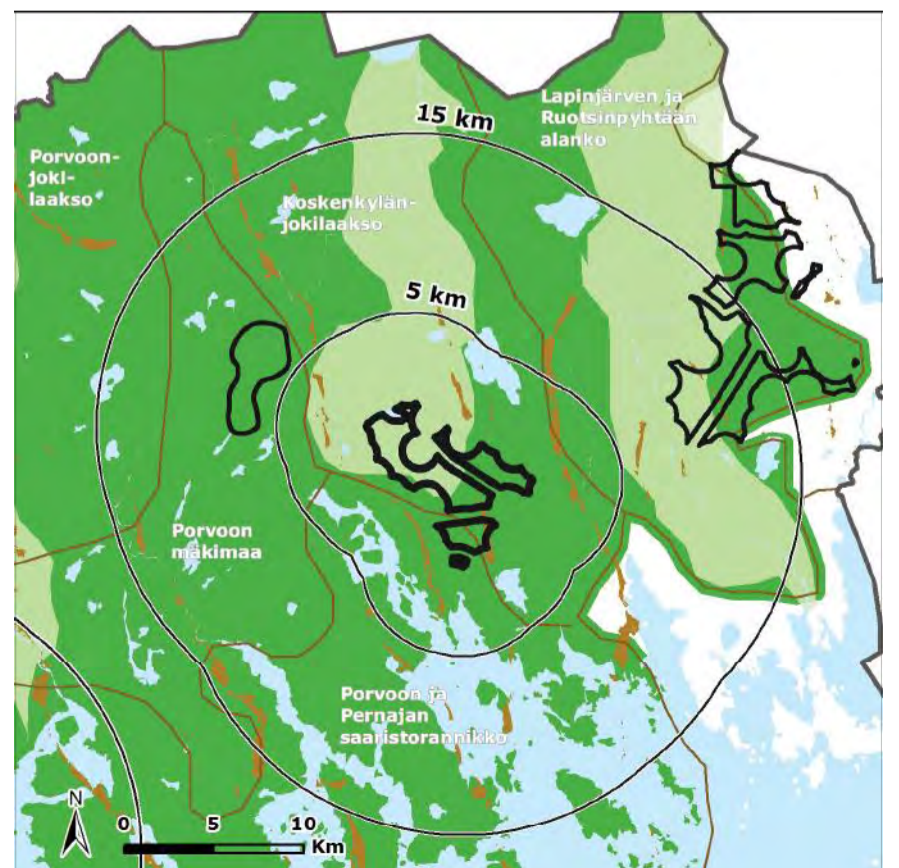 15 km
Lapinjärven ja
Ruotsinpyhtään
alanko
Porvoon-
joki-
laakso
Koskenkylän-
jokilaakso
5 km
Porvoon
mäkimaa
Porvoon ja
Pernajan
saaristorannikko
N
0 5 10
Km